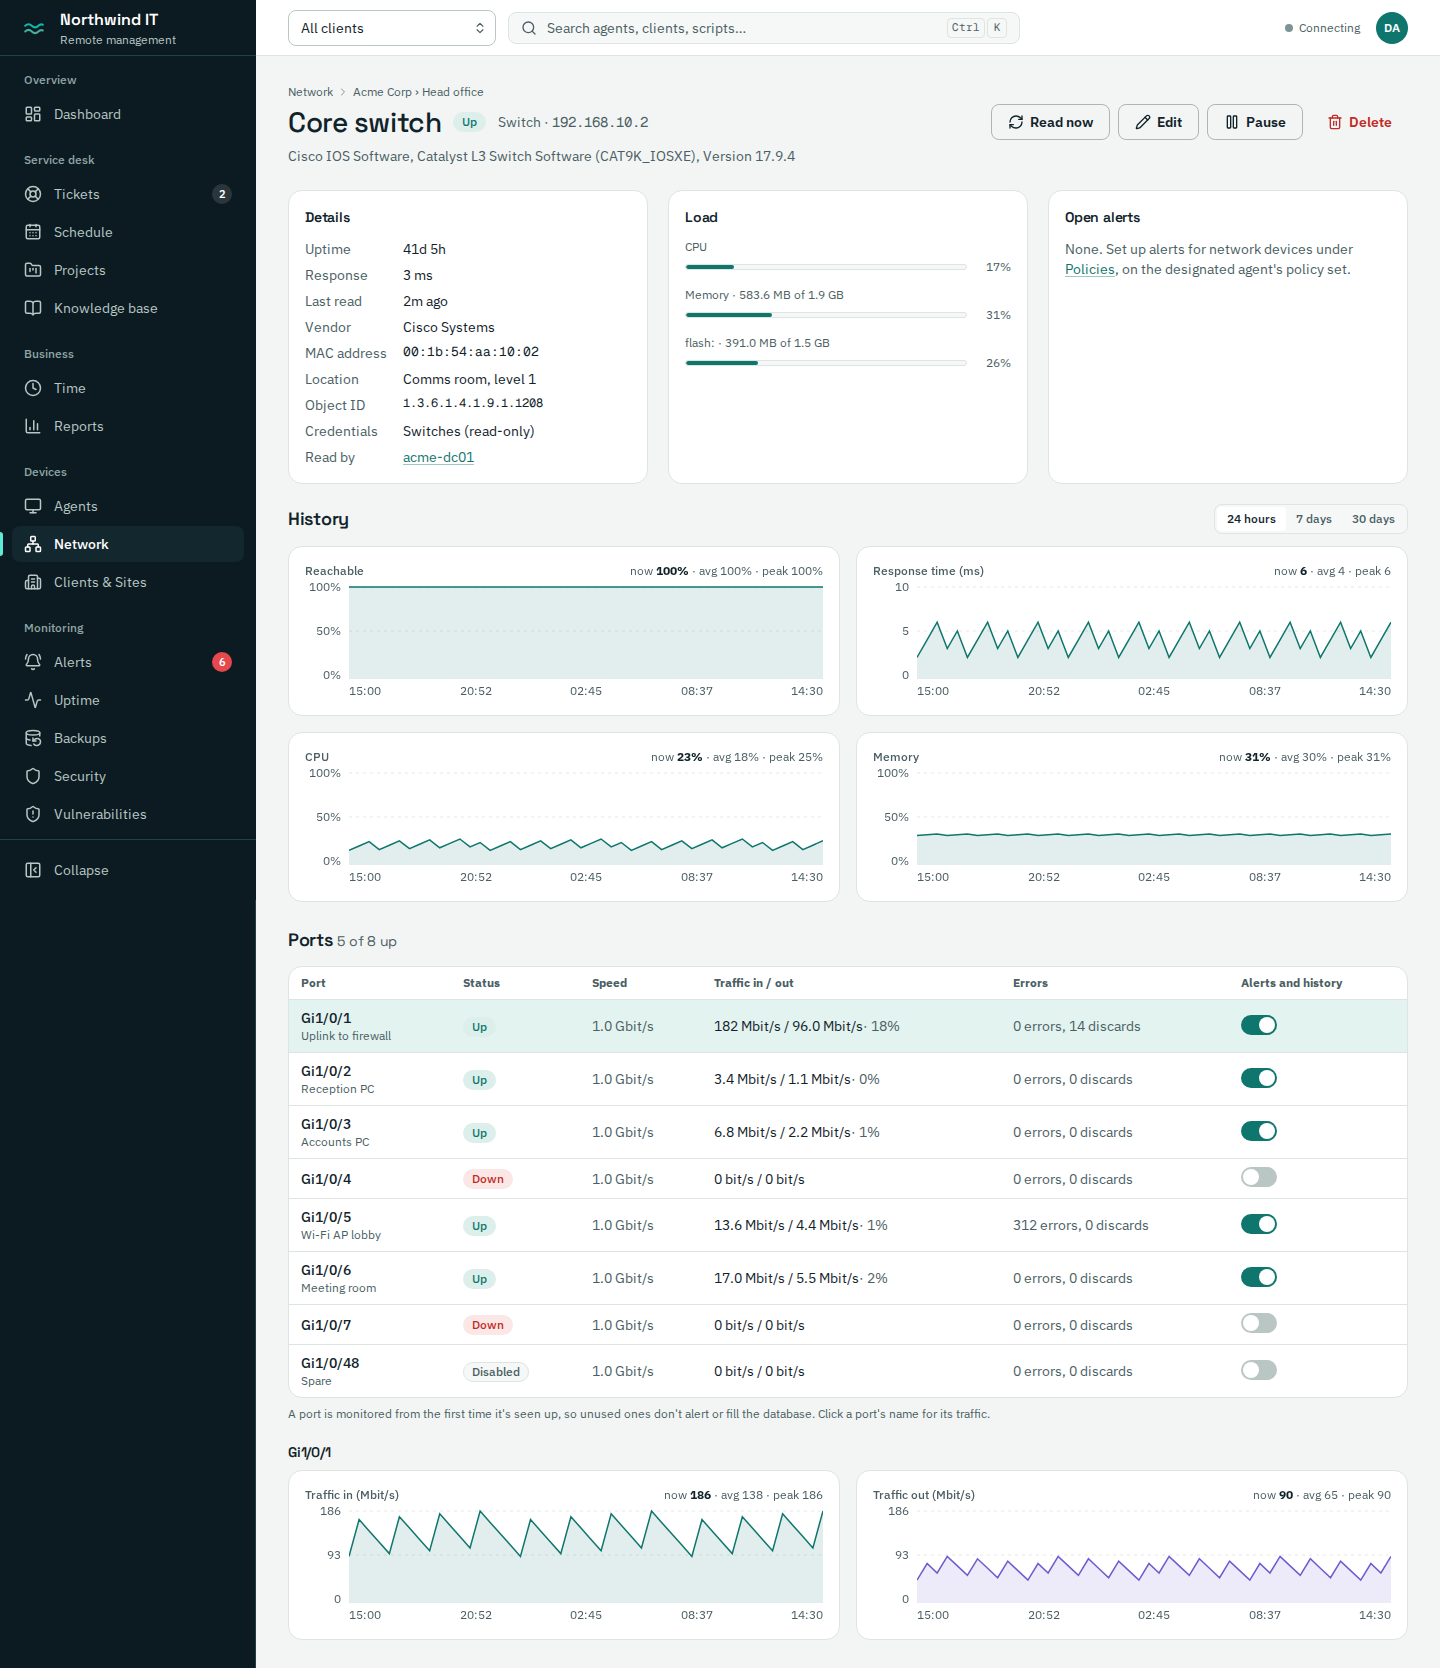 Northwind IT
Remote management
All clients
Search agents, clients, scripts...
Ctrl K
Connecting
DA
Overview
Dashboard
Service desk
Tickets 2
Schedule
Projects
Knowledge base
Business
Time
Reports
Devices
Agents
Network
Clients & Sites
Monitoring
Alerts 6
Uptime
Backups
Security
Vulnerabilities
Collapse
Network > Acme Corp › Head office
Core switch Up Switch · 192.168.10.2
Read now Edit Pause Delete
Cisco IOS Software, Catalyst L3 Switch Software (CAT9K_IOSXE), Version 17.9.4
Details
Uptime 41d 5h
Response 3 ms
Last read 2m ago
Vendor Cisco Systems
MAC address 00:1b:54:aa:10:02
Location Comms room, level 1
Object ID 1.3.6.1.4.1.9.1.1208
Credentials Switches (read-only)
Read by acme-dc01
Load
CPU
17%
Memory · 583.6 MB of 1.9 GB
31%
flash: · 391.0 MB of 1.5 GB
26%
Open alerts
None. Set up alerts for network devices under
Policies, on the designated agent's policy set.
History
24 hours 7 days 30 days
Reachable now 100% · avg 100% · peak 100%
100%
50%
0%
15:00 20:52 02:45 08:37 14:30
Response time (ms) now 6 · avg 4 · peak 6
10
5
0
15:00 20:52 02:45 08:37 14:30
CPU now 23% · avg 18% · peak 25%
100%
50%
0%
15:00 20:52 02:45 08:37 14:30
Memory now 31% · avg 30% · peak 31%
100%
50%
0%
15:00 20:52 02:45 08:37 14:30
Ports 5 of 8 up
Port Status Speed Traffic in / out Errors Alerts and history
Gi1/0/1 Up 1.0 Gbit/s 182 Mbit/s / 96.0 Mbit/s· 18% 0 errors, 14 discards
Uplink to firewall
Gi1/0/2 Up 1.0 Gbit/s 3.4 Mbit/s / 1.1 Mbit/s· 0% 0 errors, 0 discards
Reception PC
Gi1/0/3 Up 1.0 Gbit/s 6.8 Mbit/s / 2.2 Mbit/s· 1% 0 errors, 0 discards
Accounts PC
Gi1/0/4 Down 1.0 Gbit/s 0 bit/s / 0 bit/s 0 errors, 0 discards
Gi1/0/5 Up 1.0 Gbit/s 13.6 Mbit/s / 4.4 Mbit/s· 1% 312 errors, 0 discards
Wi-Fi AP lobby
Gi1/0/6 Up 1.0 Gbit/s 17.0 Mbit/s / 5.5 Mbit/s· 2% 0 errors, 0 discards
Meeting room
Gi1/0/7 Down 1.0 Gbit/s 0 bit/s / 0 bit/s 0 errors, 0 discards
Gi1/0/48 Disabled 1.0 Gbit/s 0 bit/s / 0 bit/s 0 errors, 0 discards
Spare
A port is monitored from the first time it's seen up, so unused ones don't alert or fill the database. Click a port's name for its traffic.
Gi1/0/1
Traffic in (Mbit/s) now 186 · avg 138 · peak 186
186
93
0
15:00 20:52 02:45 08:37 14:30
Traffic out (Mbit/s) now 90 · avg 65 · peak 90
186
93
0
15:00 20:52 02:45 08:37 14:30